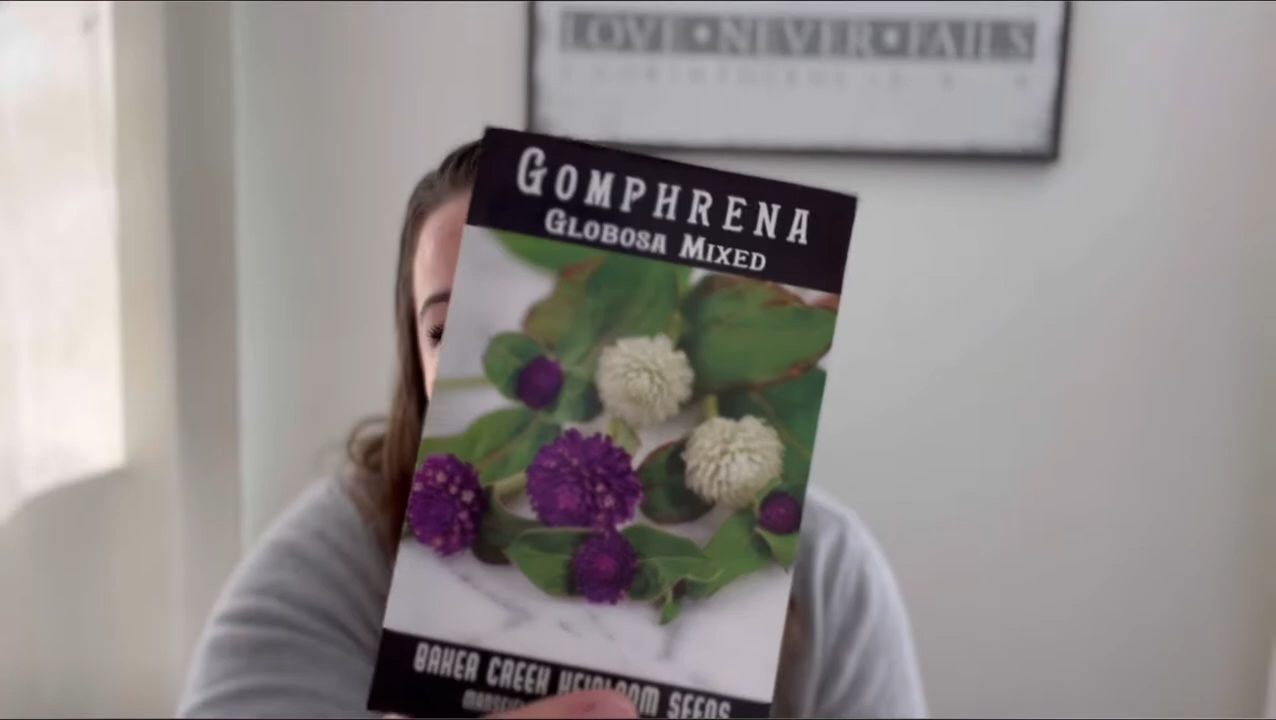 LOVE•NEVER•FAILS
GOMPHRENA
GLOBOSA MIXED
BAKER CREEK HEIRLOOM SEEDS